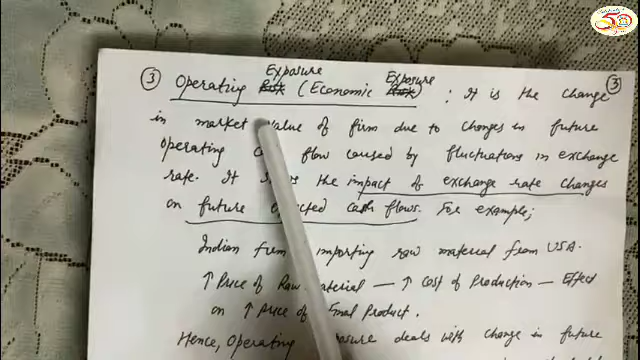 50
③ Operating Exposure (Economic Exposure) : It is the change ③
in market value of firm due to changes in future
operating flow caused by fluctuations in exchange
rate. It the impact of exchange rate changes
on future cash flows. For example;
Indian firm importing raw material from USA.
↑ Price of Raw Material — ↑ Cost of Production — Effect
on ↑ Price of Final Product.
Hence, Operating deals with change in future